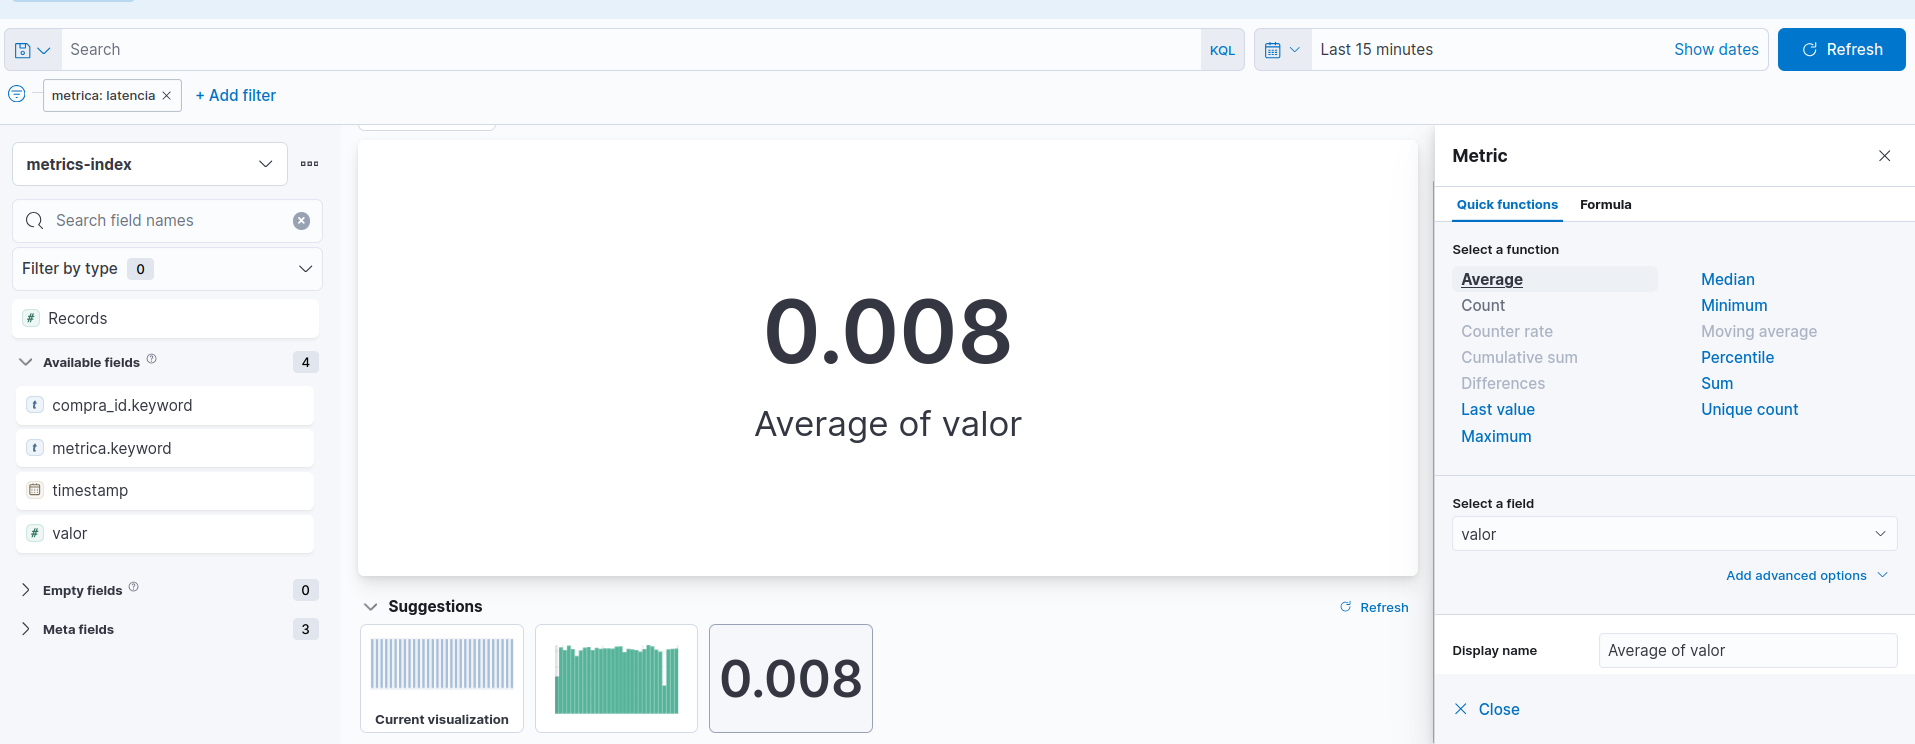 Search
KQL
Last 15 minutes
Show dates
Refresh
metrica: latencia
+ Add filter
metrics-index
Search field names
Filter by type 0
# Records
Available fields 4
t compra_id.keyword
t metrica.keyword
timestamp
# valor
Empty fields 0
Meta fields 3
0.008
Average of valor
Suggestions
Refresh
Current visualization
0.008
Metric
Quick functions
Formula
Select a function
Average
Median
Count
Minimum
Counter rate
Moving average
Cumulative sum
Percentile
Differences
Sum
Last value
Unique count
Maximum
Select a field
valor
Add advanced options
Display name
Average of valor
Close